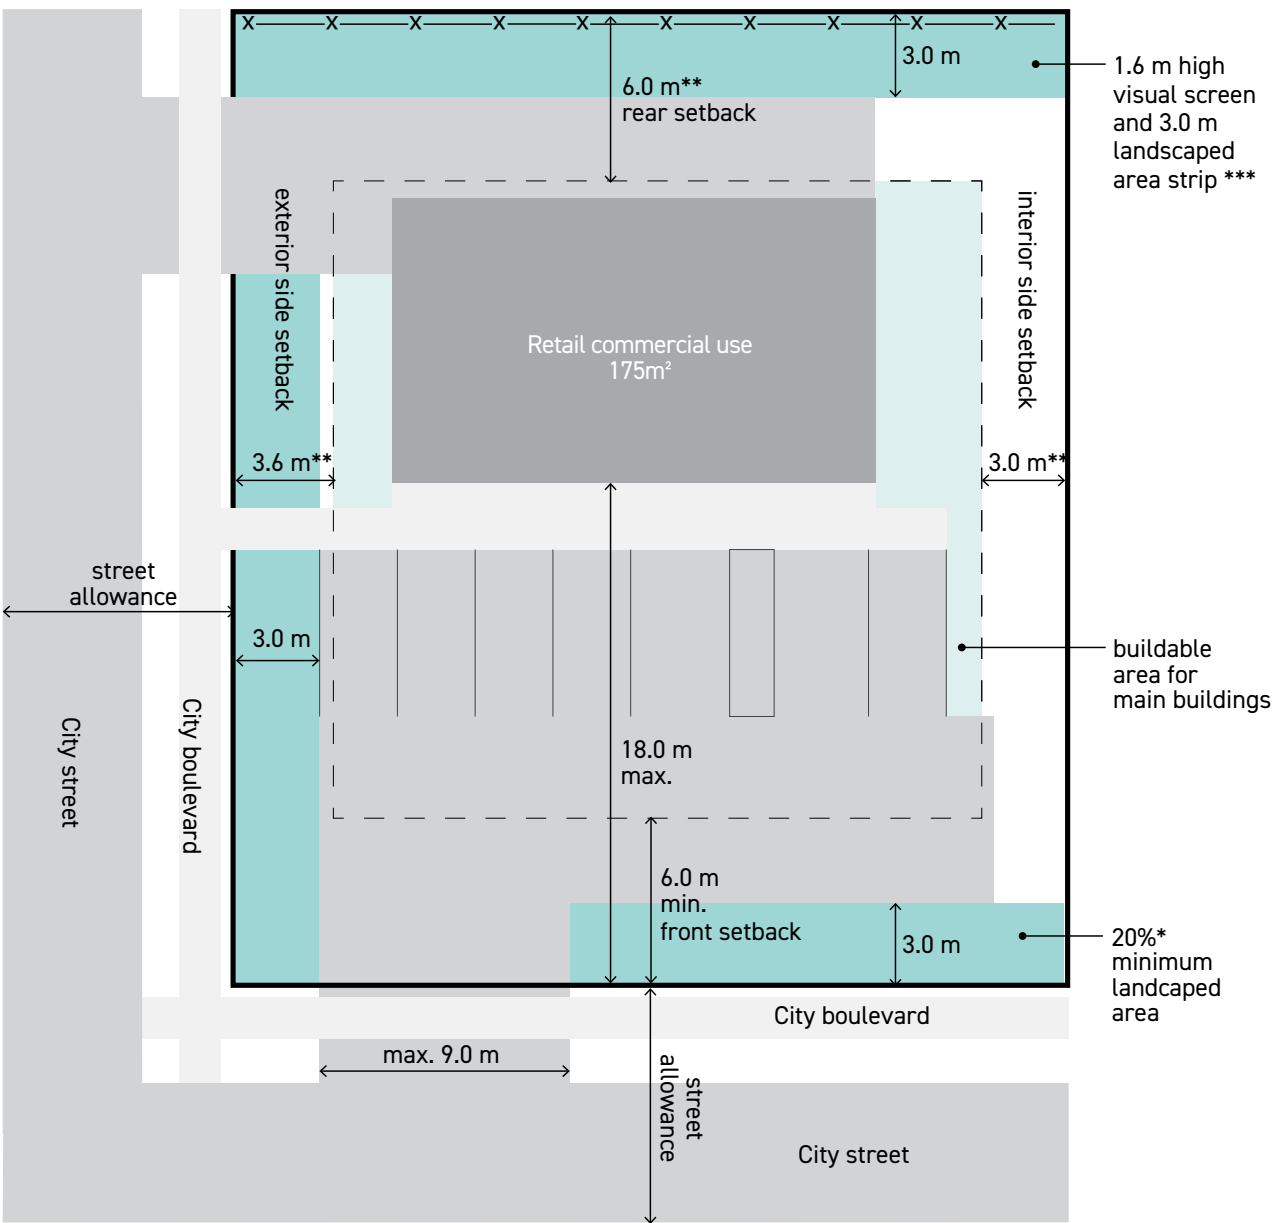 X X X X X X X X X X
3.0 m
6.0 m**
rear setback
1.6 m high
visual screen
and 3.0 m
landscaped
area strip ***
exterior side setback
interior side setback
Retail commercial use
175m²
3.6 m**
3.0 m**
street
allowance
3.0 m
buildable
area for
main buildings
City street
City boulevard
18.0 m
max.
6.0 m
min.
front setback
3.0 m
20%*
minimum
landcaped
area
City boulevard
max. 9.0 m
street
allowance
City street